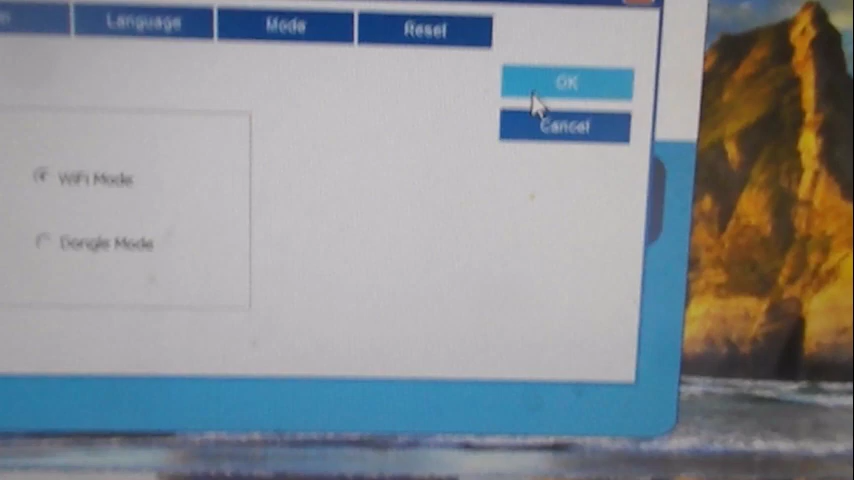 Language
Mode
Reset
OK
Cancel
WiFi Mode
Dongle Mode